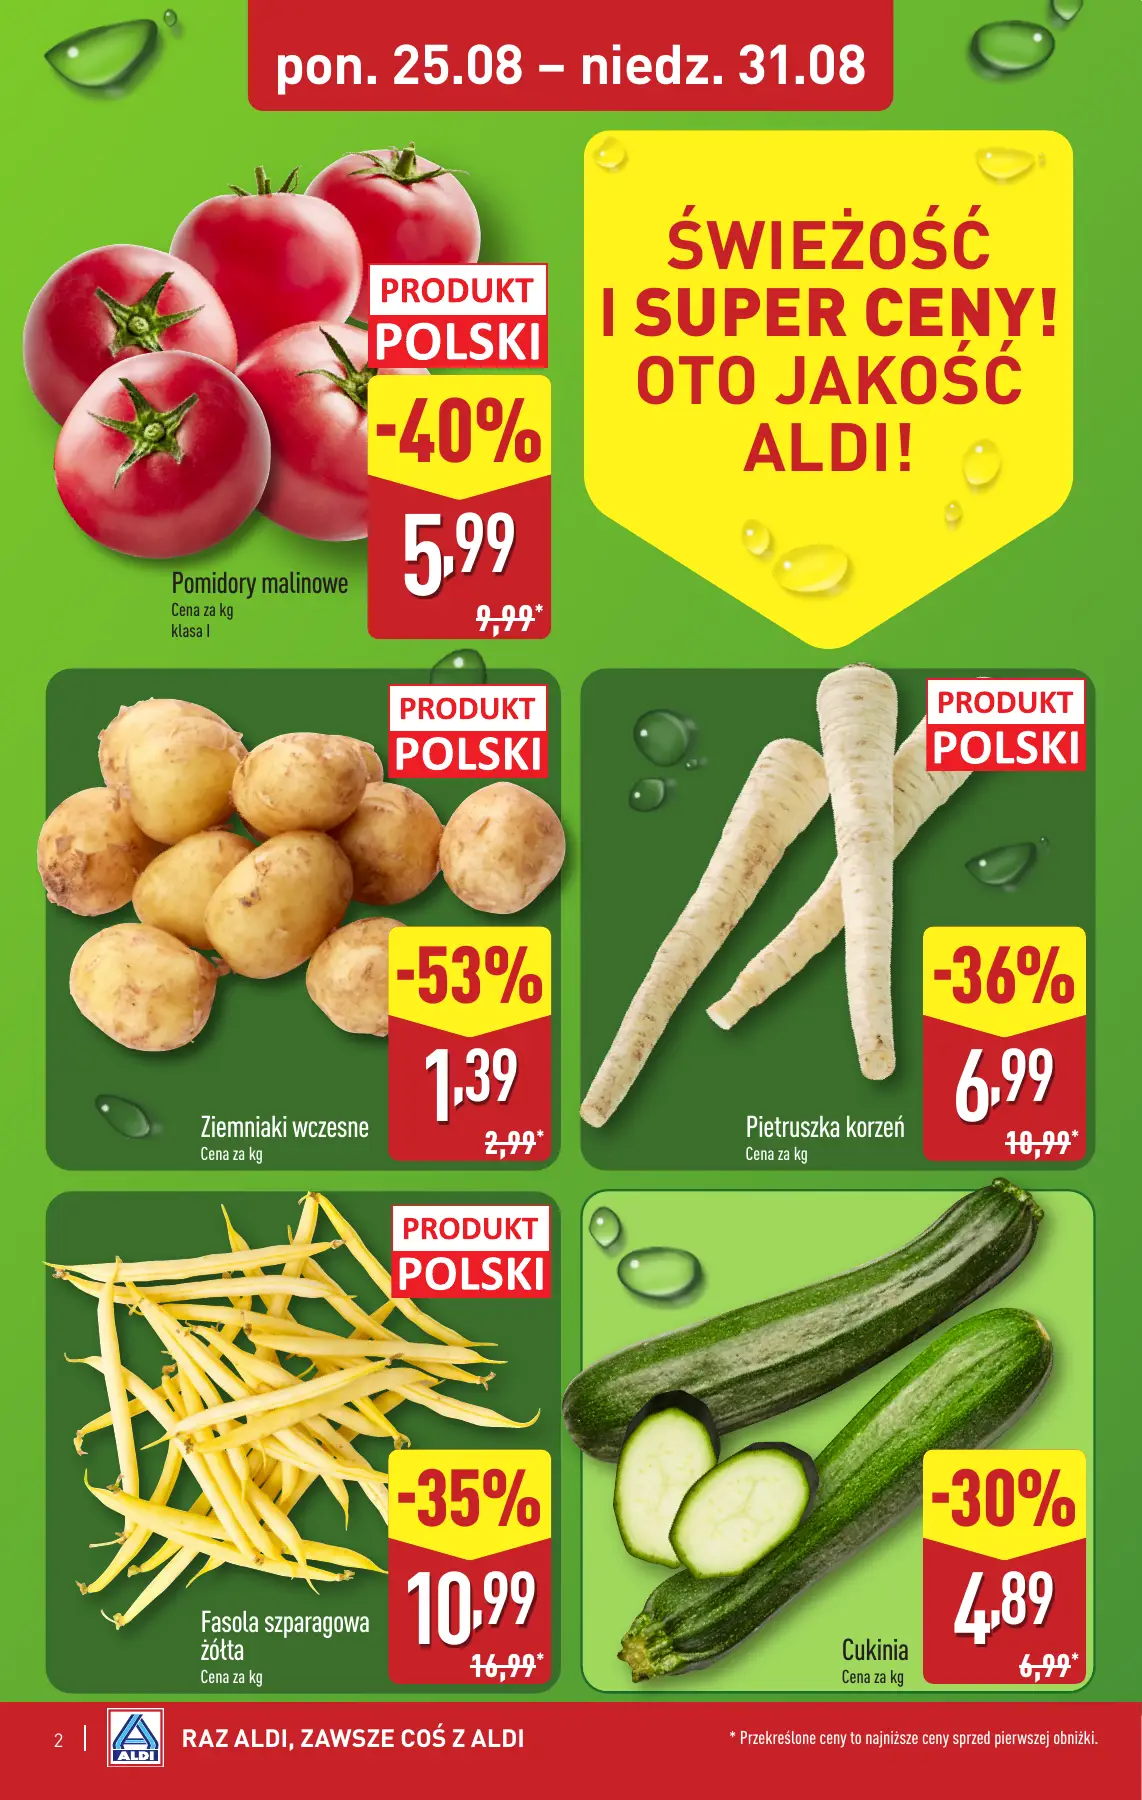 pon. 25.08 – niedz. 31.08
ŚWIEŻOŚĆ
I SUPER CENY!
OTO JAKOŚĆ
ALDI!
PRODUKT
POLSKI
-40%
5,99
9,99*
Pomidory malinowe
Cena za kg
klasa I
PRODUKT
POLSKI
-53%
1,39
2,99*
Ziemniaki wczesne
Cena za kg
PRODUKT
POLSKI
-36%
6,99
10,99*
Pietruszka korzeń
Cena za kg
PRODUKT
POLSKI
-35%
10,99
16,99*
Fasola szparagowa
żółta
Cena za kg
-30%
4,89
6,99*
Cukinia
Cena za kg
2
ALDI
RAZ ALDI, ZAWSZE COŚ Z ALDI
* Przekreślone ceny to najniższe ceny sprzed pierwszej obniżki.